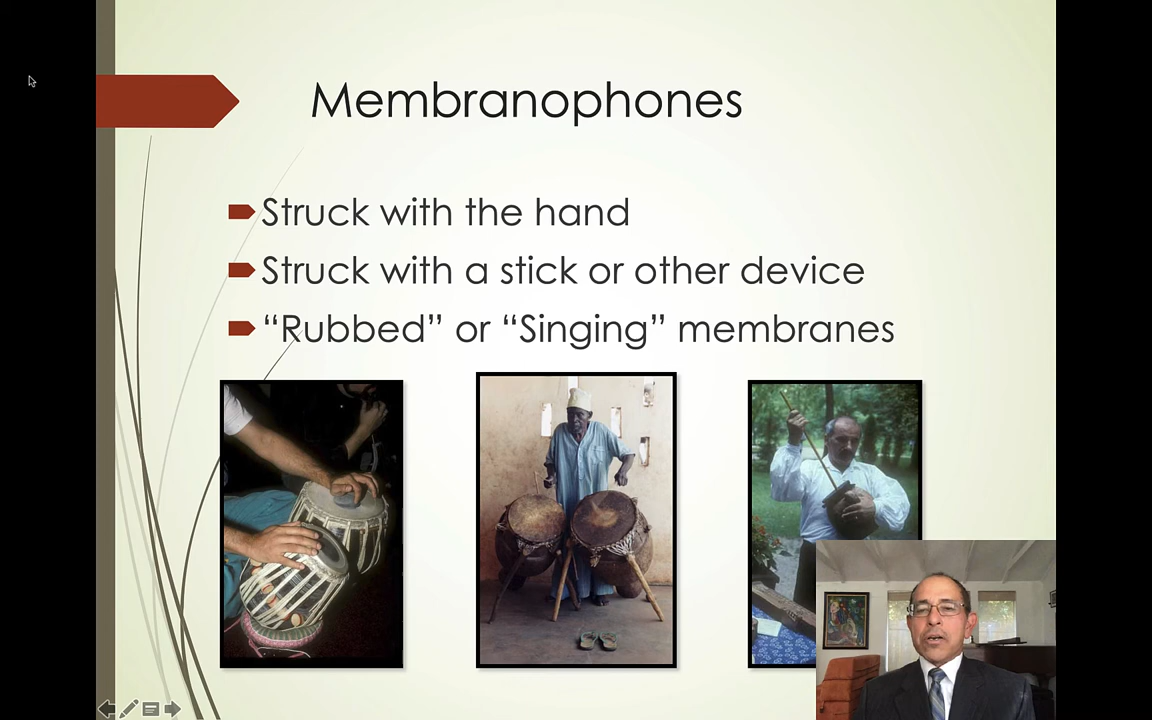 Membranophones
Struck with the hand
Struck with a stick or other device
“Rubbed” or “Singing” membranes